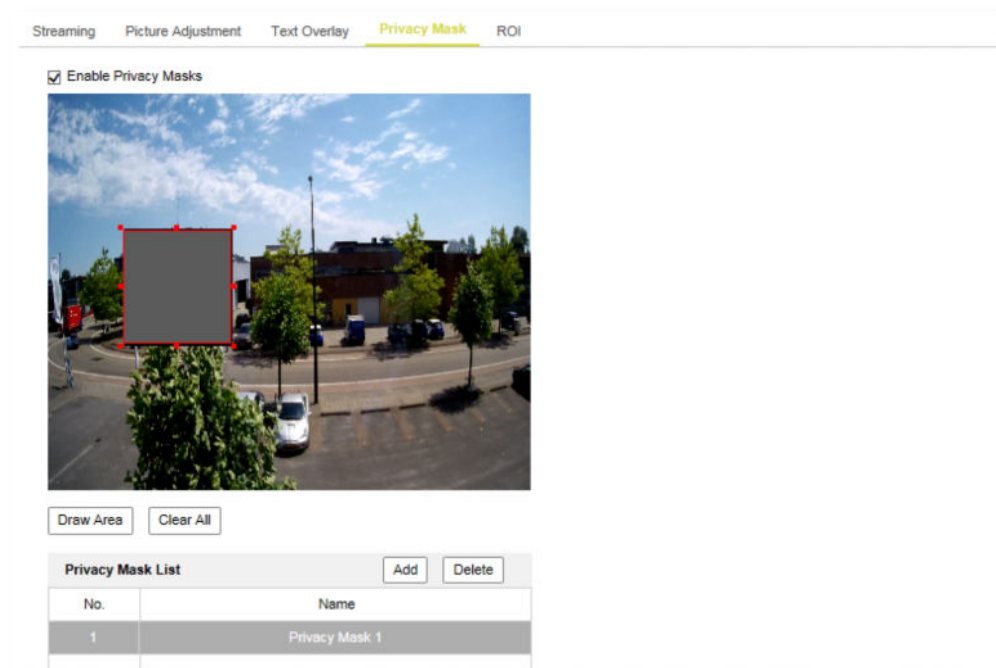 Streaming Picture Adjustment Text Overlay Privacy Mask ROI
Enable Privacy Masks
Draw Area Clear All
Privacy Mask List Add Delete
No. Name
1 Privacy Mask 1